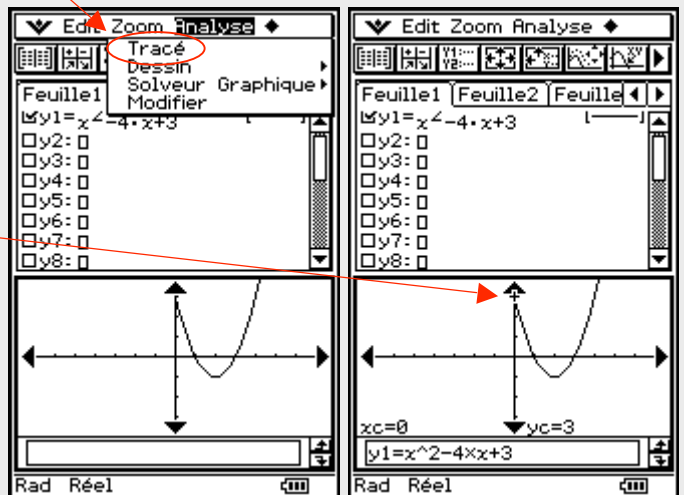 Edit Zoom Analyse ◆
Tracé
Dessin
Solveur Graphique
Modifier
Feuille1
y1=x²-4·x+3
y2:
y3:
y4:
y5:
y6:
y7:
y8:
Rad Réel
Edit Zoom Analyse ◆
Feuille1 Feuille2 Feuille
y1=x²-4·x+3
y2:
y3:
y4:
y5:
y6:
y7:
y8:
xc=0 yc=3
y1=x^2-4×x+3
Rad Réel